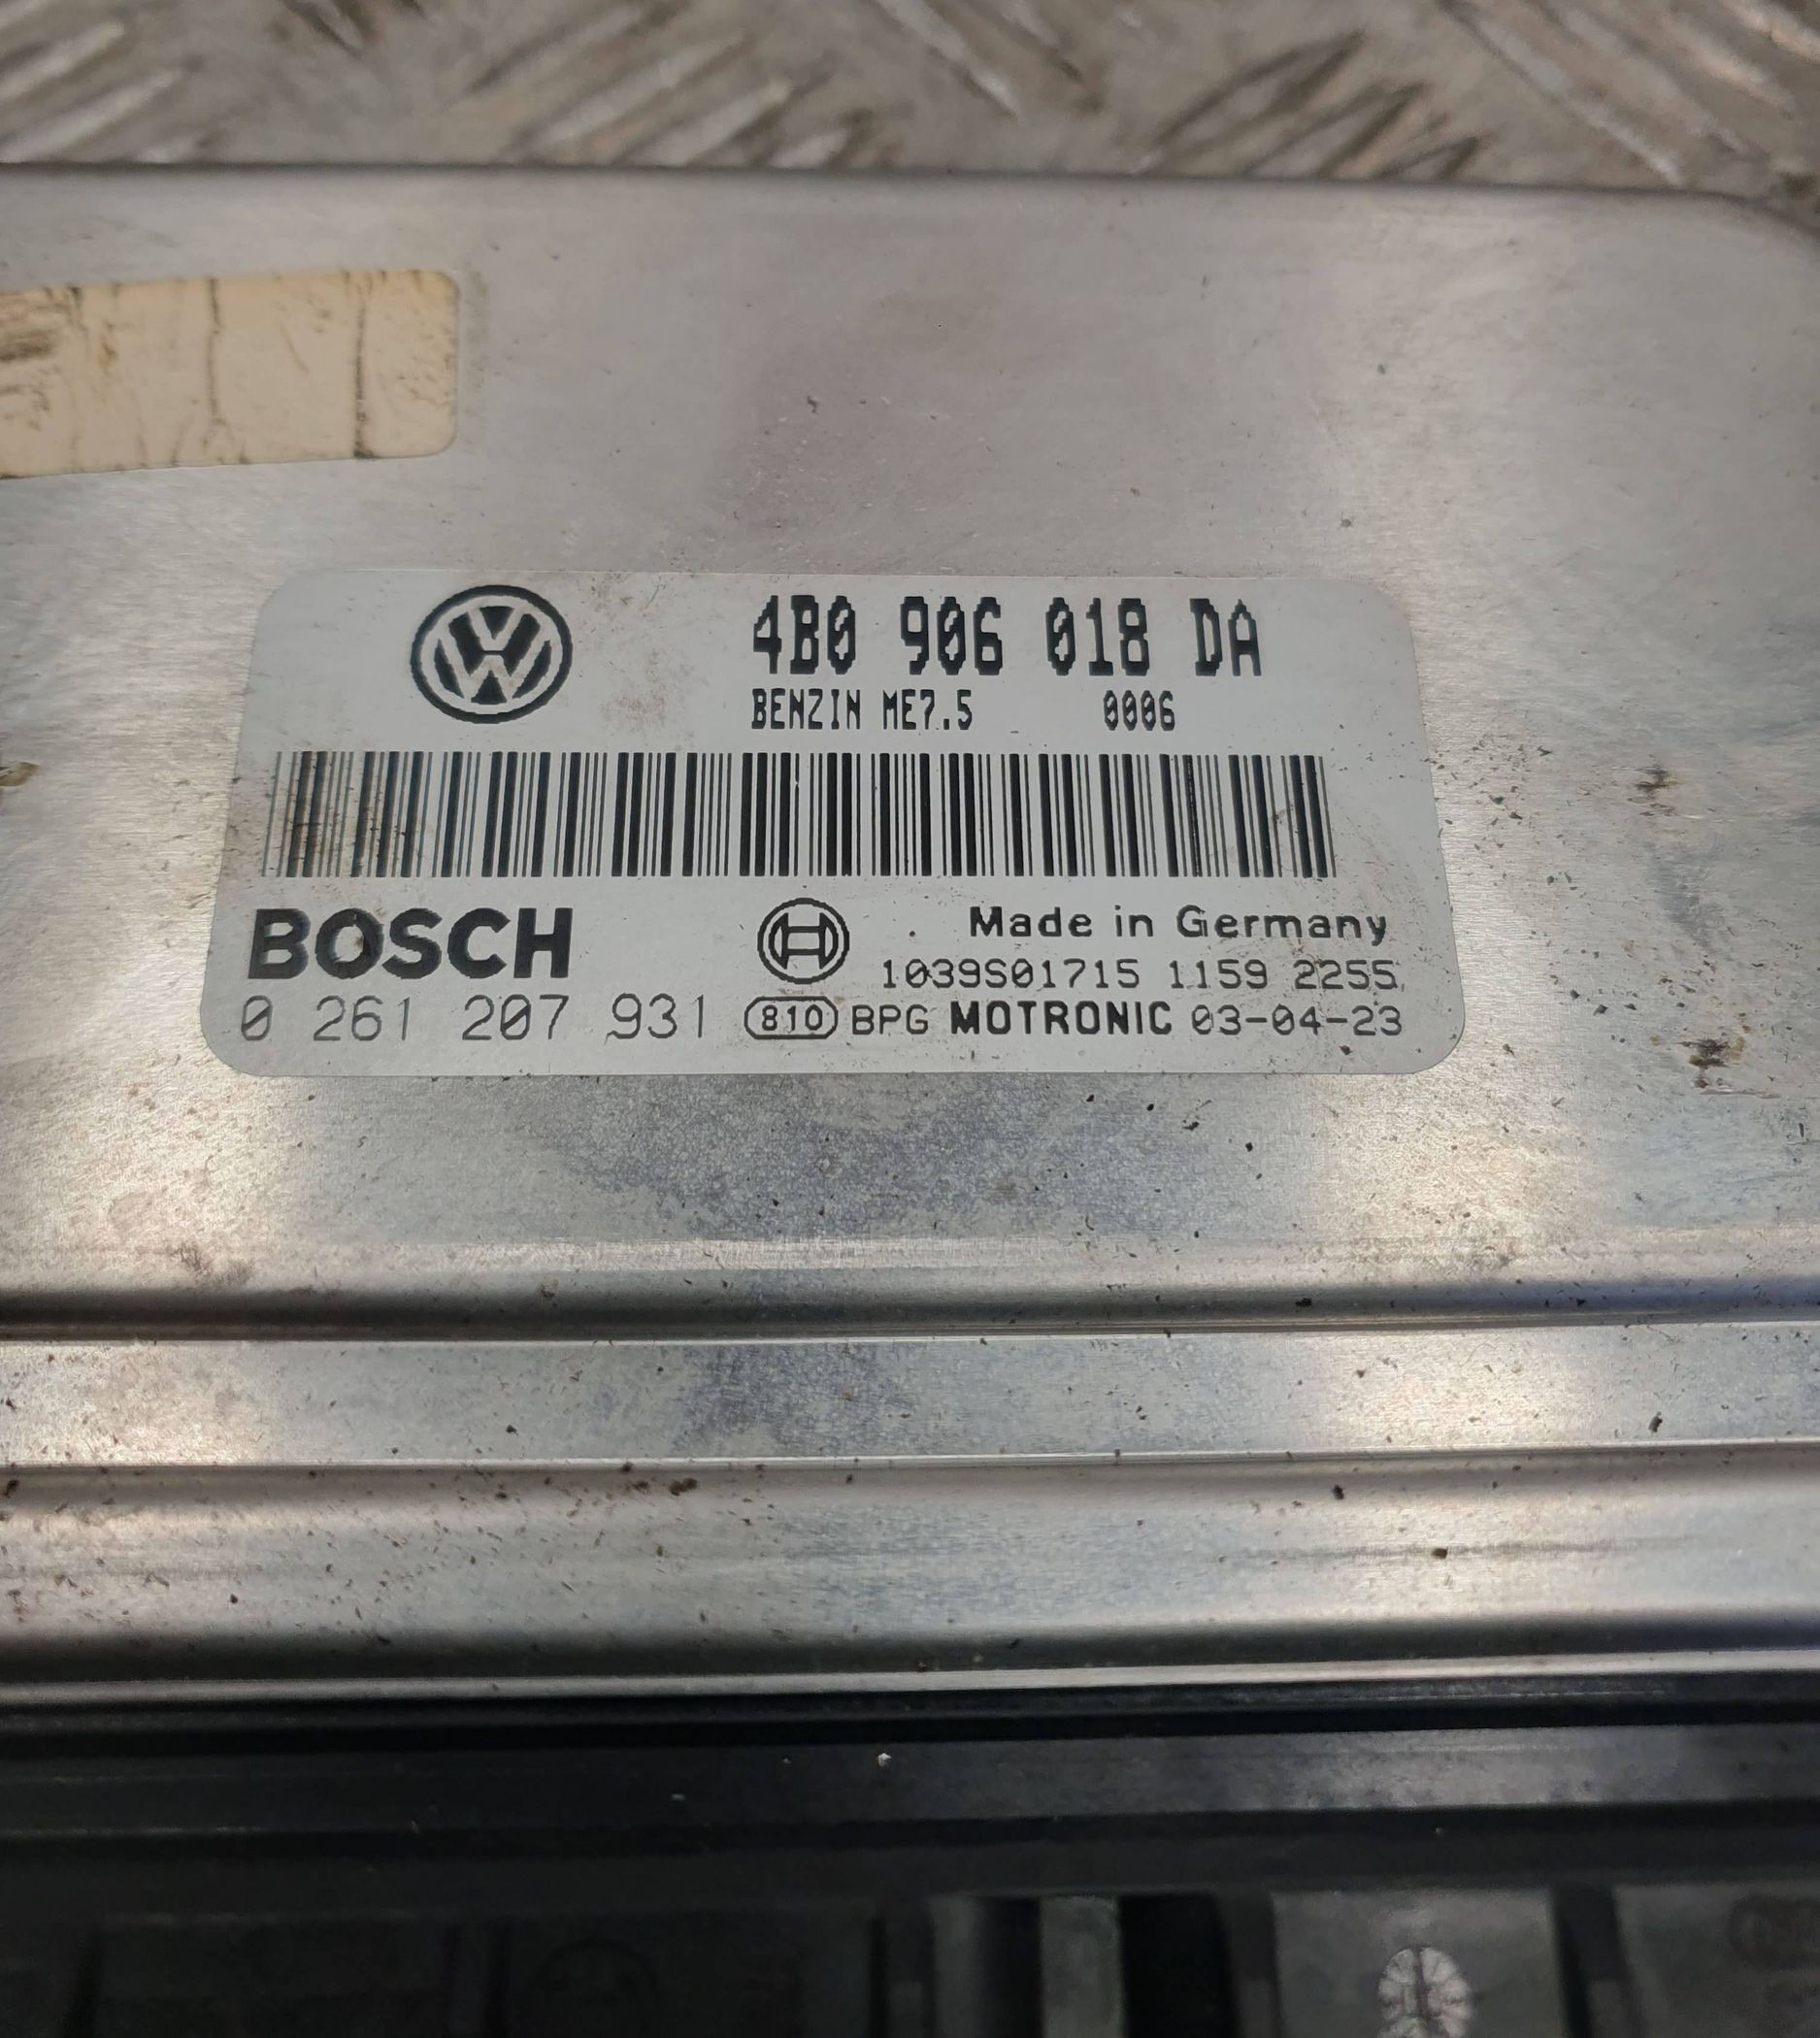 4B0 906 018 DA
BENZIN ME7.5 0006
BOSCH
Made in Germany
1039S01715 1159 2255
0 261 207 931 810 BPG MOTRONIC 03-04-23